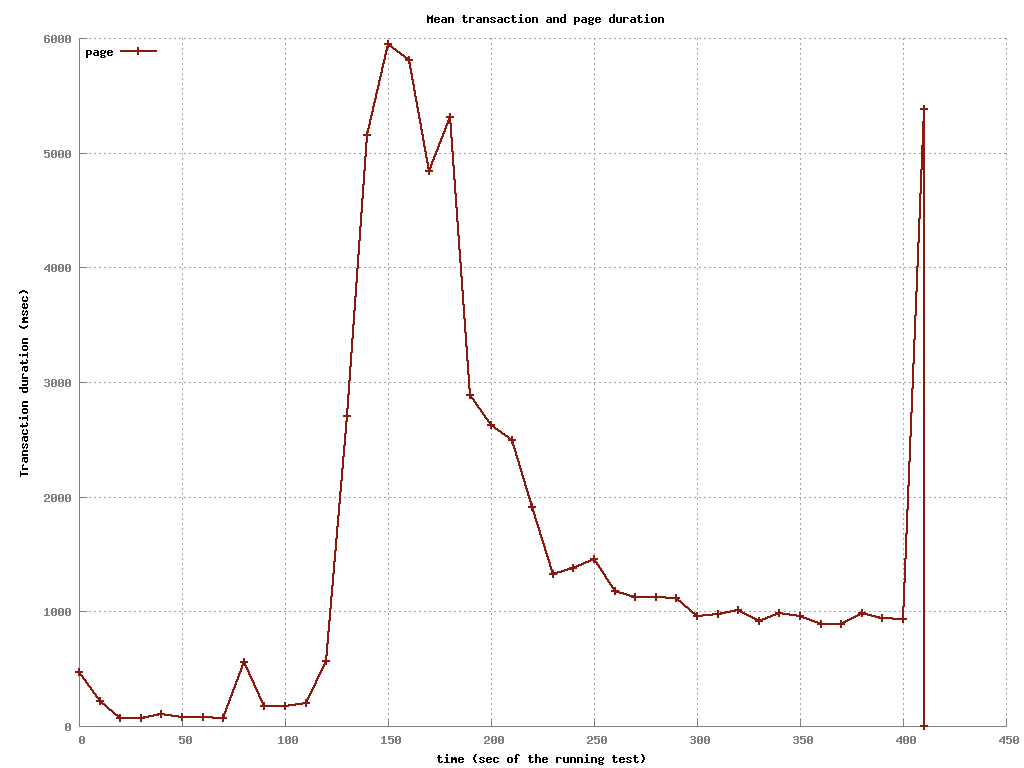 Mean transaction and page duration
page
6000
5000
4000
3000
2000
1000
0
Transaction duration (msec)
0 50 100 150 200 250 300 350 400 450
time (sec of the running test)